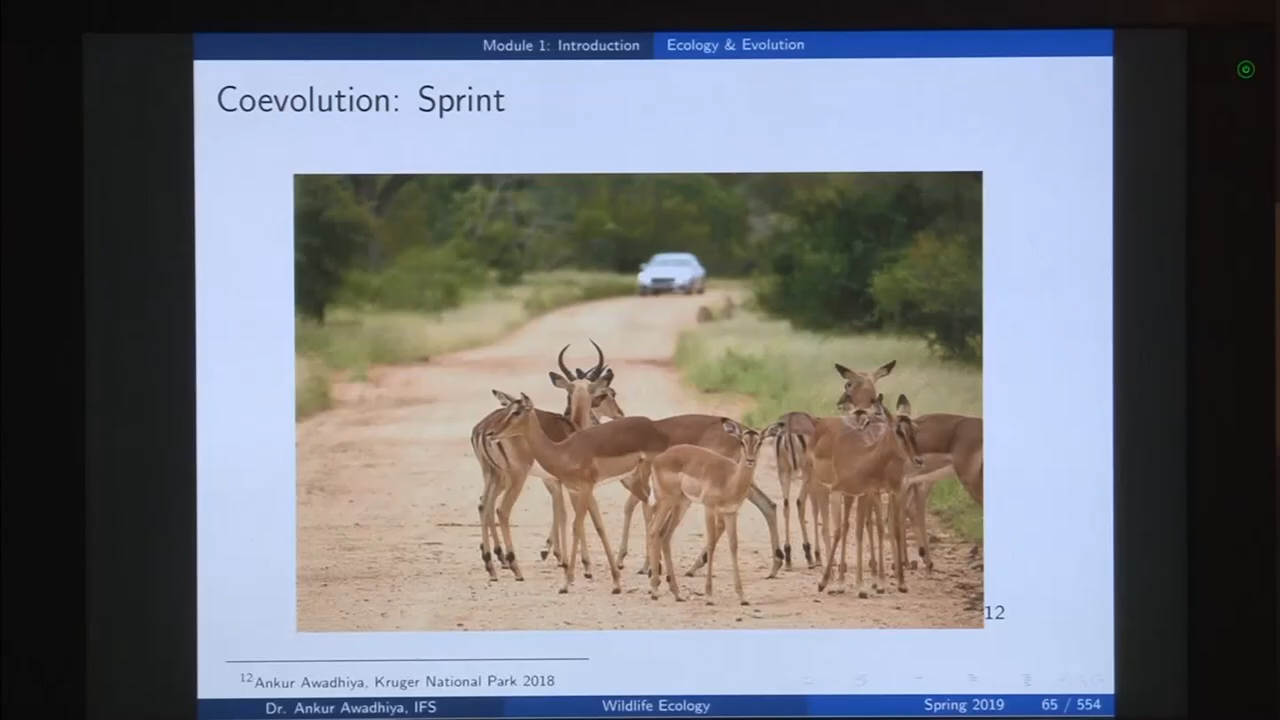 Module 1: Introduction Ecology & Evolution
Coevolution: Sprint
12
12Ankur Awadhiya, Kruger National Park 2018
Dr. Ankur Awadhiya, IFS Wildlife Ecology Spring 2019 65 / 554